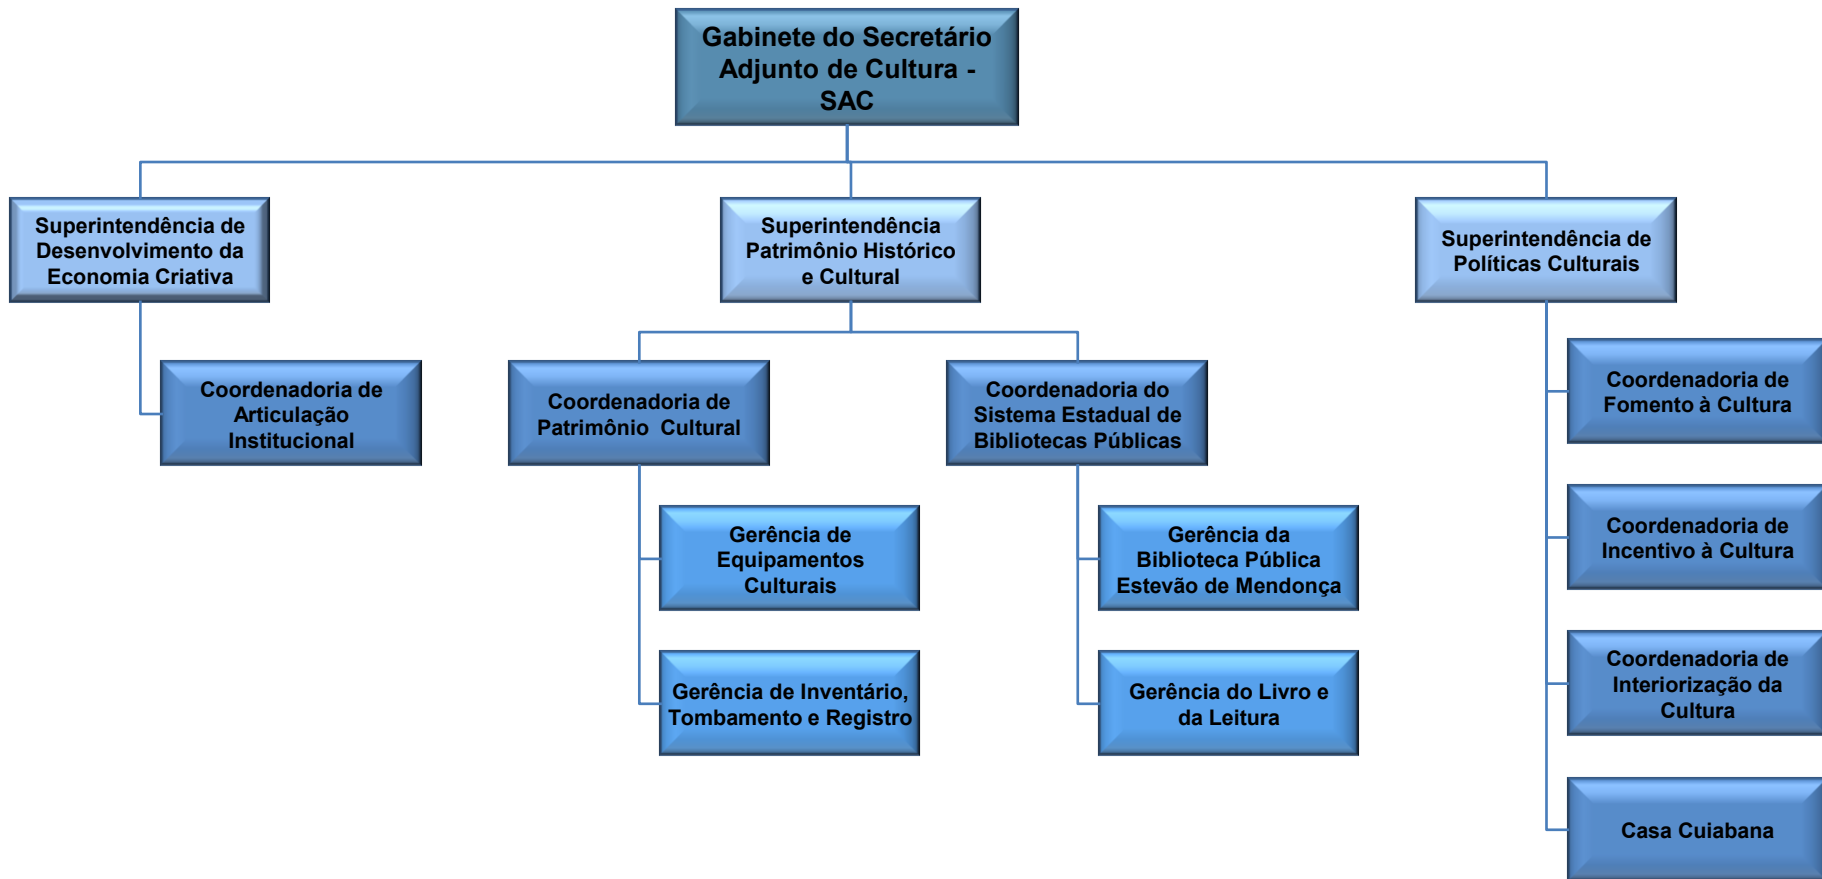 Gabinete do Secretário
Adjunto de Cultura -
SAC
Superintendência de
Desenvolvimento da
Economia Criativa
Superintendência
Patrimônio Histórico
e Cultural
Superintendência de
Políticas Culturais
Coordenadoria de
Articulação
Institucional
Coordenadoria de
Patrimônio Cultural
Coordenadoria do
Sistema Estadual de
Bibliotecas Públicas
Coordenadoria de
Fomento à Cultura
Gerência de
Equipamentos
Culturais
Gerência da
Biblioteca Pública
Estevão de Mendonça
Coordenadoria de
Incentivo à Cultura
Gerência de Inventário,
Tombamento e Registro
Gerência do Livro e
da Leitura
Coordenadoria de
Interiorização da
Cultura
Casa Cuiabana